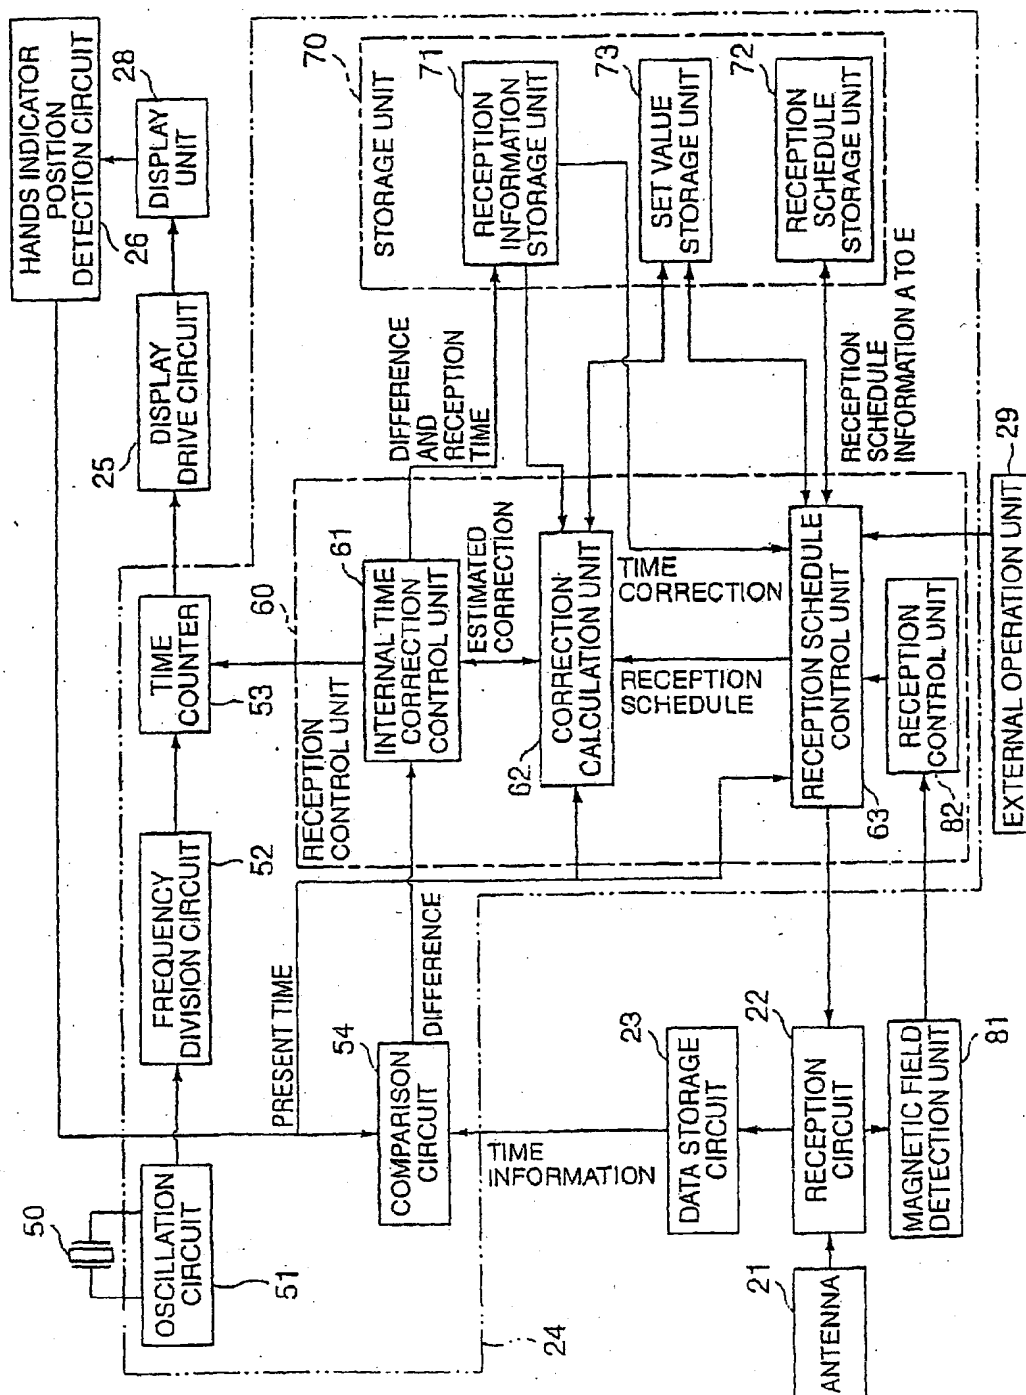 50
OSCILLATION
CIRCUIT
51
FREQUENCY
DIVISION CIRCUIT
52
TIME
COUNTER
53
DISPLAY
DRIVE CIRCUIT
25
DISPLAY
UNIT
28
HANDS INDICATOR
POSITION
DETECTION CIRCUIT
26
24
PRESENT TIME
COMPARISON
CIRCUIT
54
DIFFERENCE
TIME
INFORMATION
RECEPTION
CONTROL UNIT
60
INTERNAL TIME
CORRECTION
CONTROL UNIT
61
ESTIMATED
CORRECTION
CORRECTION
CALCULATION UNIT
62
TIME
CORRECTION
RECEPTION
SCHEDULE
RECEPTION SCHEDULE
CONTROL UNIT
63
RECEPTION
CONTROL UNIT
82
DIFFERENCE
AND
RECEPTION
TIME
STORAGE UNIT
70
RECEPTION
INFORMATION
STORAGE UNIT
71
SET VALUE
STORAGE UNIT
73
RECEPTION
SCHEDULE
STORAGE UNIT
72
RECEPTION
SCHEDULE
INFORMATION A TO E
DATA STORAGE
CIRCUIT
23
RECEPTION
CIRCUIT
22
MAGNETIC FIELD
DETECTION UNIT
81
ANTENNA
21
EXTERNAL OPERATION UNIT
29